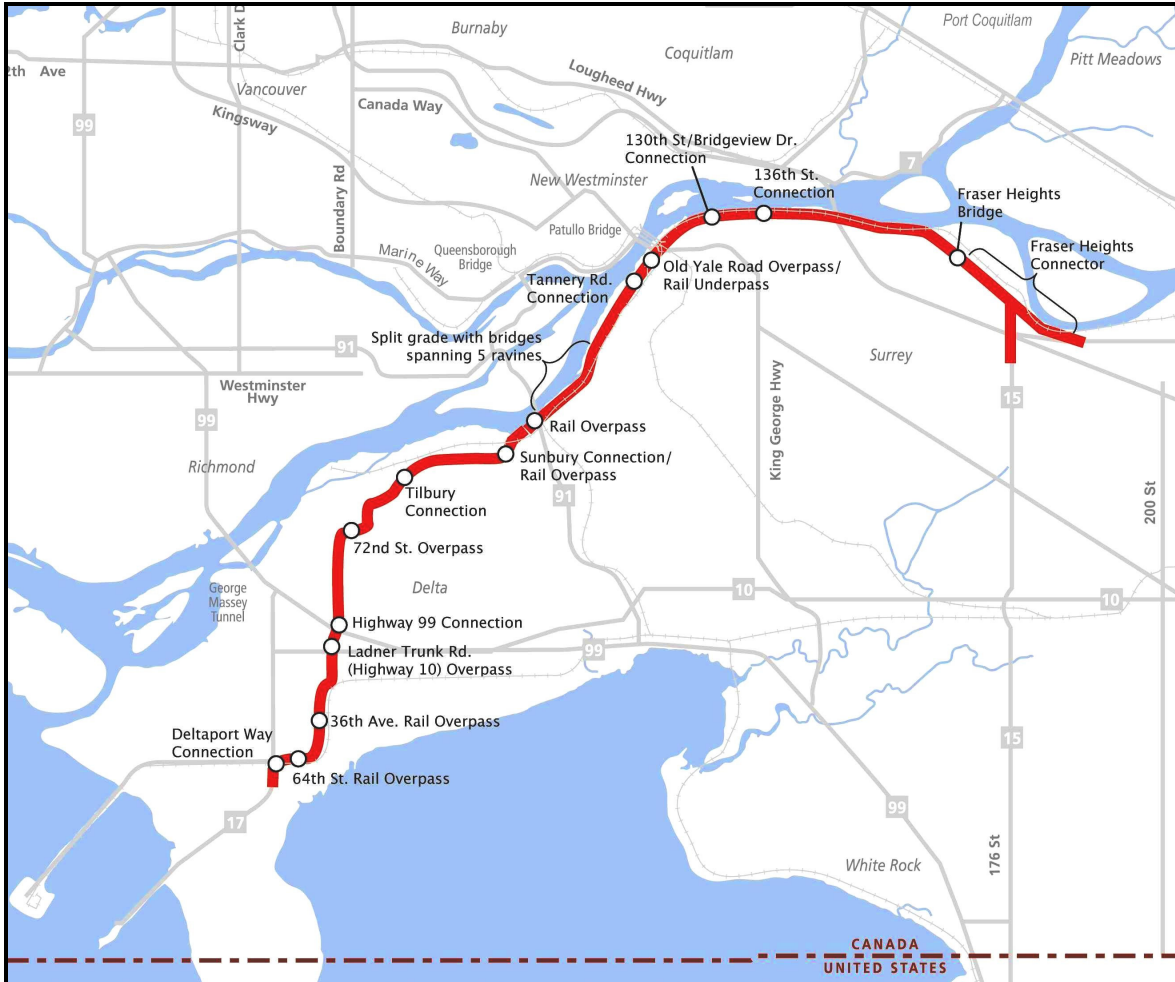 Port Coquitlam
Burnaby
Clark D
Coquitlam
Pitt Meadows
2th Ave
Lougheed Hwy
Vancouver
Canada Way
Kingsway
99
130th St/Bridgeview Dr.
Connection
136th St.
Connection
7
New Westminster
Boundary Rd
Fraser Heights
Bridge
Patullo Bridge
Marine Way
Queensborough
Bridge
Fraser Heights
Connector
Old Yale Road Overpass/
Rail Underpass
Tannery Rd.
Connection
Split grade with bridges
spanning 5 ravines
91
Surrey
Westminster
Hwy
King George Hwy
15
99
Rail Overpass
Richmond
Sunbury Connection/
Rail Overpass
91
Tilbury
Connection
200 St
72nd St. Overpass
George
Massey
Tunnel
Delta
10
10
Highway 99 Connection
Ladner Trunk Rd.
(Highway 10) Overpass
99
36th Ave. Rail Overpass
Deltaport Way
Connection
15
64th St. Rail Overpass
17
99
176 St
White Rock
CANADA
UNITED STATES